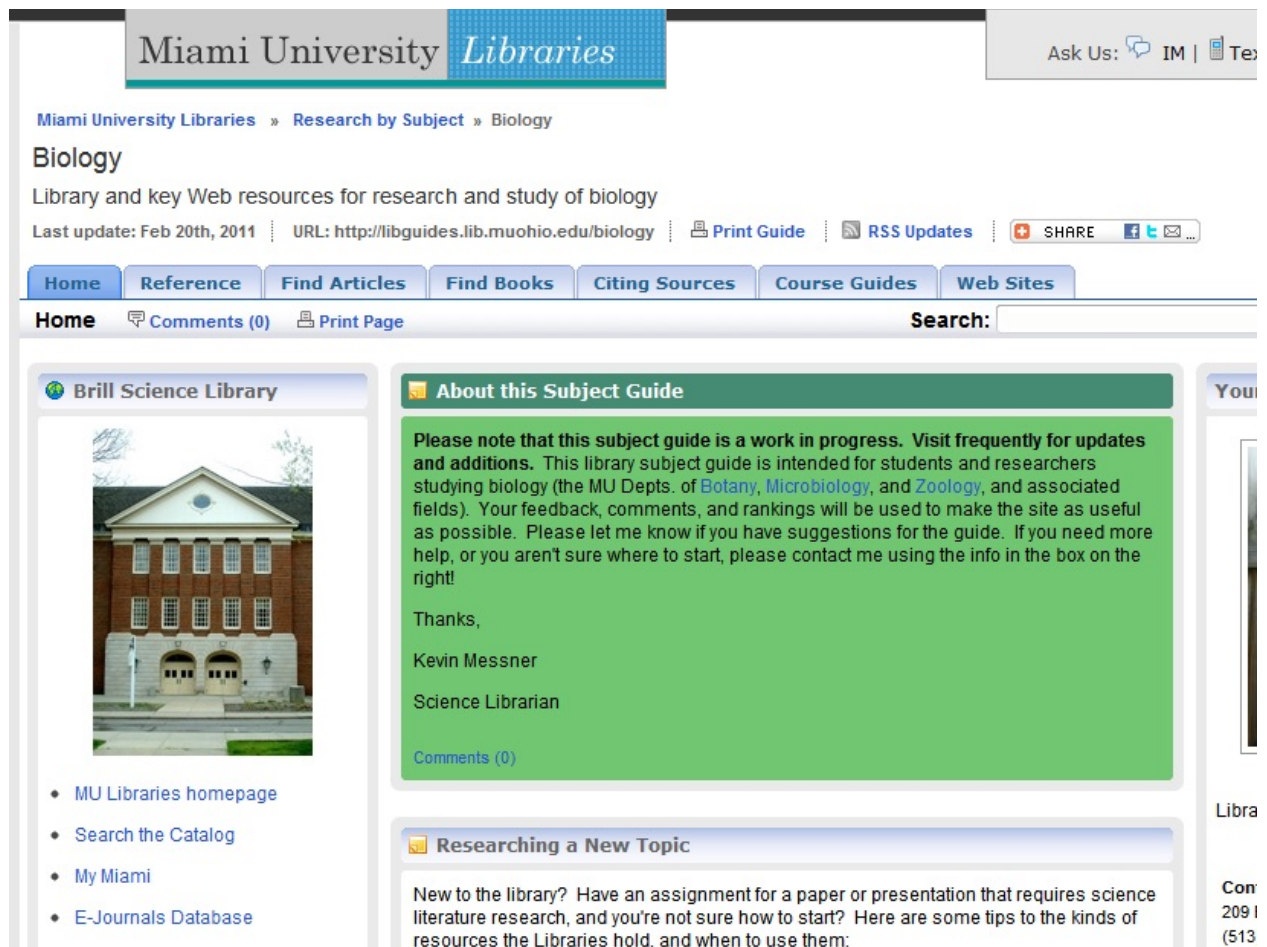 Miami University Libraries
Ask Us: IM |
Miami University Libraries » Research by Subject » Biology
Biology
Library and key Web resources for research and study of biology
Last update: Feb 20th, 2011 URL: http://libguides.lib.muohio.edu/biology Print Guide RSS Updates SHARE
Home Reference Find Articles Find Books Citing Sources Course Guides Web Sites
Home Comments (0) Print Page Search:
Brill Science Library
MU Libraries homepage
Search the Catalog
My Miami
E-Journals Database
About this Subject Guide
Please note that this subject guide is a work in progress. Visit frequently for updates
and additions. This library subject guide is intended for students and researchers
studying biology (the MU Depts. of Botany, Microbiology, and Zoology, and associated
fields). Your feedback, comments, and rankings will be used to make the site as useful
as possible. Please let me know if you have suggestions for the guide. If you need more
help, or you aren't sure where to start, please contact me using the info in the box on the
right!
Thanks,
Kevin Messner
Science Librarian
Comments (0)
Researching a New Topic
New to the library? Have an assignment for a paper or presentation that requires science
literature research, and you're not sure how to start? Here are some tips to the kinds of
resources the Libraries hold, and when to use them:
209
(513